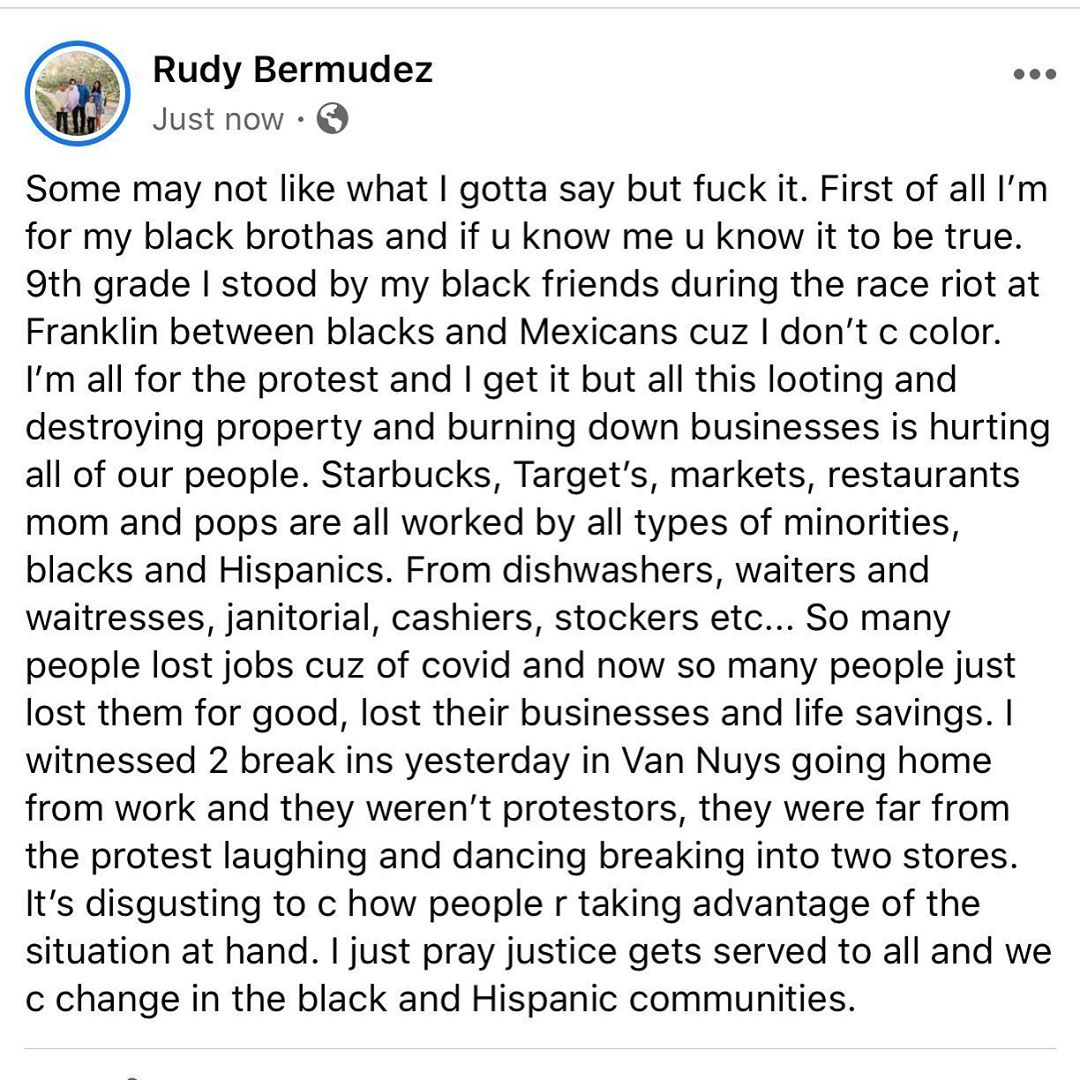 Rudy Bermudez
Just now ·
Some may not like what I gotta say but fuck it. First of all I’m
for my black brothas and if u know me u know it to be true.
9th grade I stood by my black friends during the race riot at
Franklin between blacks and Mexicans cuz I don’t c color.
I’m all for the protest and I get it but all this looting and
destroying property and burning down businesses is hurting
all of our people. Starbucks, Target’s, markets, restaurants
mom and pops are all worked by all types of minorities,
blacks and Hispanics. From dishwashers, waiters and
waitresses, janitorial, cashiers, stockers etc... So many
people lost jobs cuz of covid and now so many people just
lost them for good, lost their businesses and life savings. I
witnessed 2 break ins yesterday in Van Nuys going home
from work and they weren’t protestors, they were far from
the protest laughing and dancing breaking into two stores.
It’s disgusting to c how people r taking advantage of the
situation at hand. I just pray justice gets served to all and we
c change in the black and Hispanic communities.